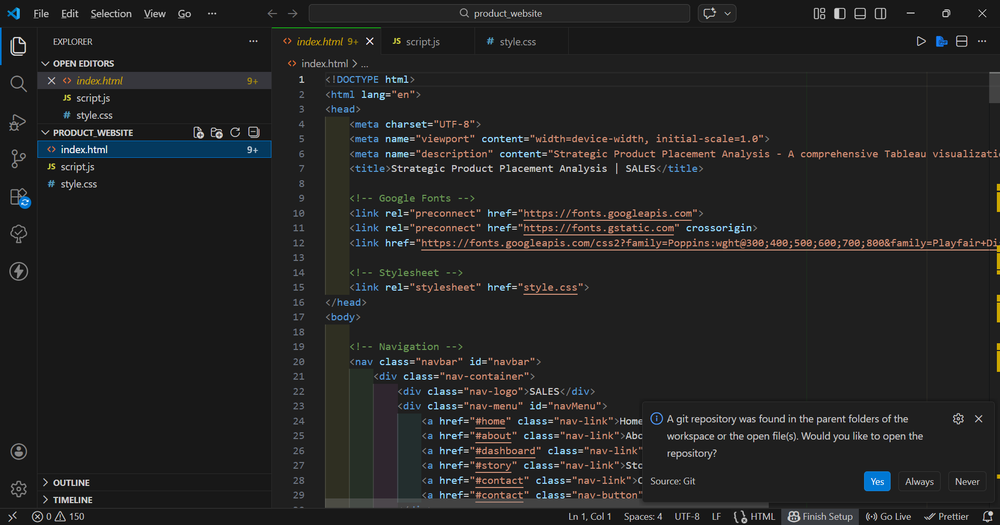 File Edit Selection View Go ...
product_website
EXPLORER ...
OPEN EDITORS
index.html 9+
JS script.js
# style.css
PRODUCT_WEBSITE
index.html 9+
JS script.js
# style.css
OUTLINE
TIMELINE
index.html 9+
JS script.js
# style.css
index.html > ...
1 <!DOCTYPE html>
2 <html lang="en">
3 <head>
4 <meta charset="UTF-8">
5 <meta name="viewport" content="width=device-width, initial-scale=1.0">
6 <meta name="description" content="Strategic Product Placement Analysis - A comprehensive Tableau visualizati
7 <title>Strategic Product Placement Analysis | SALES</title>
8
9 <!-- Google Fonts -->
10 <link rel="preconnect" href="https://fonts.googleapis.com">
11 <link rel="preconnect" href="https://fonts.gstatic.com" crossorigin>
12 <link href="https://fonts.googleapis.com/css2?family=Poppins:wght@300;400;500;600;700;800&family=Playfair+Di
13
14 <!-- Stylesheet -->
15 <link rel="stylesheet" href="style.css">
16 </head>
17 <body>
18
19 <!-- Navigation -->
20 <nav class="navbar" id="navbar">
21 <div class="nav-container">
22 <div class="nav-logo">SALES</div>
23 <div class="nav-menu" id="navMenu">
24 <a href="#home" class="nav-link">Home
25 <a href="#about" class="nav-link">Abo
26 <a href="#dashboard" class="nav-link"
27 <a href="#story" class="nav-link">Sto
28 <a href="#contact" class="nav-link">C
29 <a href="#contact" class="nav-button"
A git repository was found in the parent folders of the
workspace or the open file(s). Would you like to open the
repository?
Source: Git
Yes Always Never
0 150
Ln 1, Col 1 Spaces: 4 UTF-8 LF HTML Finish Setup Go Live Prettier